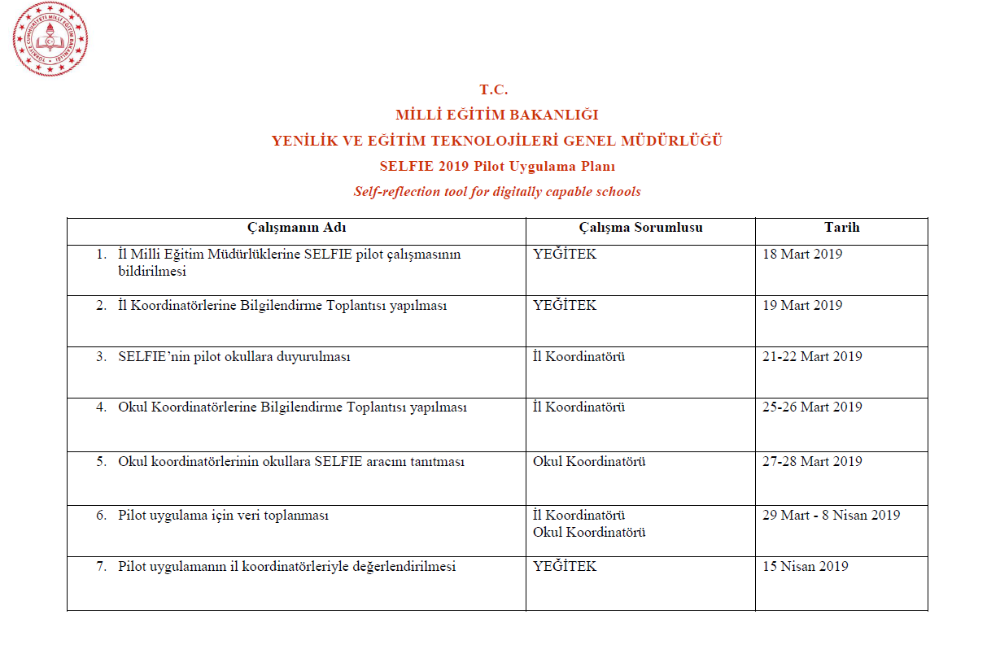 TÜRKİYE CUMHURİYETİ MİLLİ EĞİTİM BAKANLIĞI
T.C.
MİLLİ EĞİTİM BAKANLIĞI
YENİLİK VE EĞİTİM TEKNOLOJİLERİ GENEL MÜDÜRLÜĞÜ
SELFIE 2019 Pilot Uygulama Planı
Self-reflection tool for digitally capable schools
Çalışmanın Adı Çalışma Sorumlusu Tarih
1. İl Milli Eğitim Müdürlüklerine SELFIE pilot çalışmasının YEĞİTEK 18 Mart 2019
bildirilmesi
2. İl Koordinatörlerine Bilgilendirme Toplantısı yapılması YEĞİTEK 19 Mart 2019
3. SELFIE’nin pilot okullara duyurulması İl Koordinatörü 21-22 Mart 2019
4. Okul Koordinatörlerine Bilgilendirme Toplantısı yapılması İl Koordinatörü 25-26 Mart 2019
5. Okul koordinatörlerinin okullara SELFIE aracını tanıtması Okul Koordinatörü 27-28 Mart 2019
6. Pilot uygulama için veri toplanması İl Koordinatörü 29 Mart - 8 Nisan 2019
Okul Koordinatörü
7. Pilot uygulamanın il koordinatörleriyle değerlendirilmesi YEĞİTEK 15 Nisan 2019